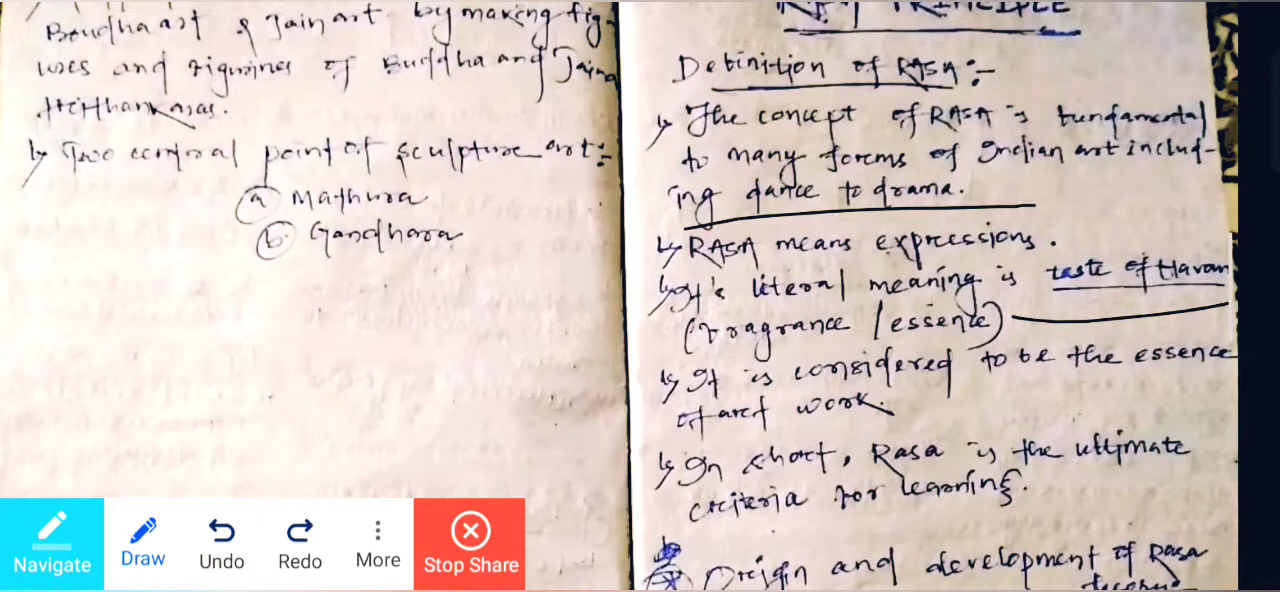 Boudha art & Jain art by making fig-
ures and figurines of Buddha and Jaina
↳ Two central point of sculpture art:-
(a) Mathura
(b) Gandhara
PRINCIPLE
Definition of RASA :-
↳ The concept of RASA is fundamental
to many forms of Indian art includ-
ing dance to drama.
↳ RASA means expressions.
↳ It's literal meaning is taste of flavour
(Fragrance / essence)
↳ It is considered to be the essence
of art work.
↳ In short, Rasa is the ultimate
criteria for learning.
Origin and development of Rasa
Navigate
Draw
Undo
Redo
More
Stop Share